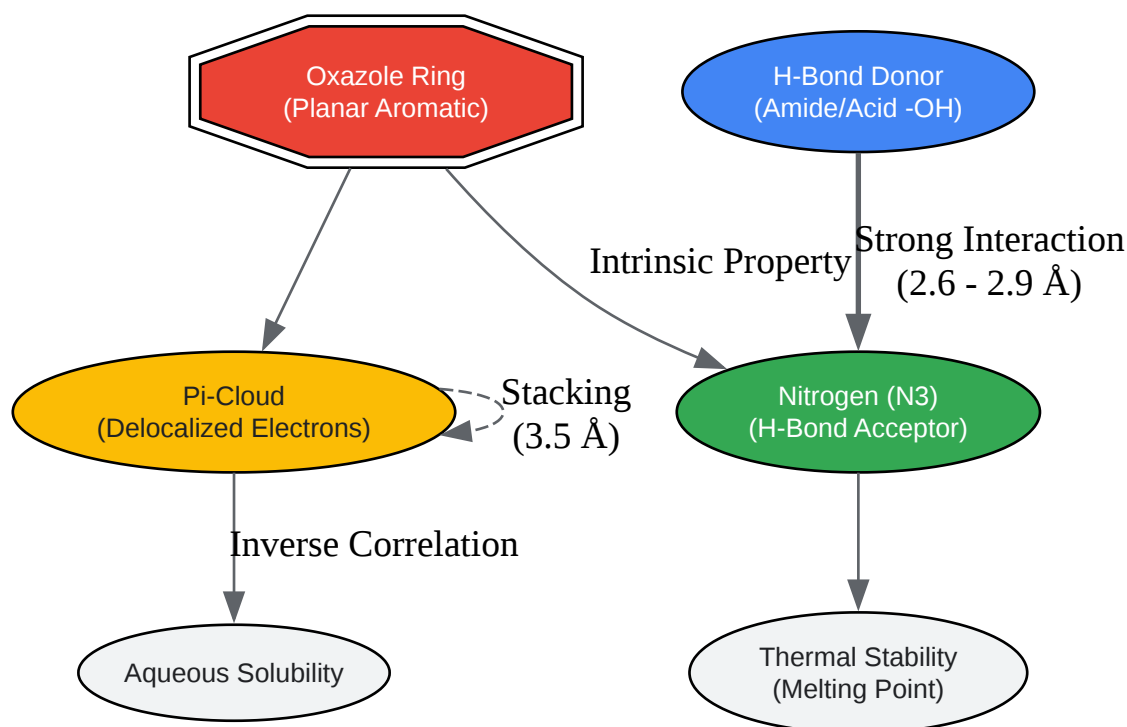 Oxazole Ring
(Planar Aromatic)
H-Bond Donor
(Amide/Acid -OH)
Intrinsic Property
Strong Interaction
(2.6 - 2.9 Å)
Pi-Cloud
(Delocalized Electrons)
Stacking
(3.5 Å)
Nitrogen (N3)
(H-Bond Acceptor)
Inverse Correlation
Aqueous Solubility
Thermal Stability
(Melting Point)